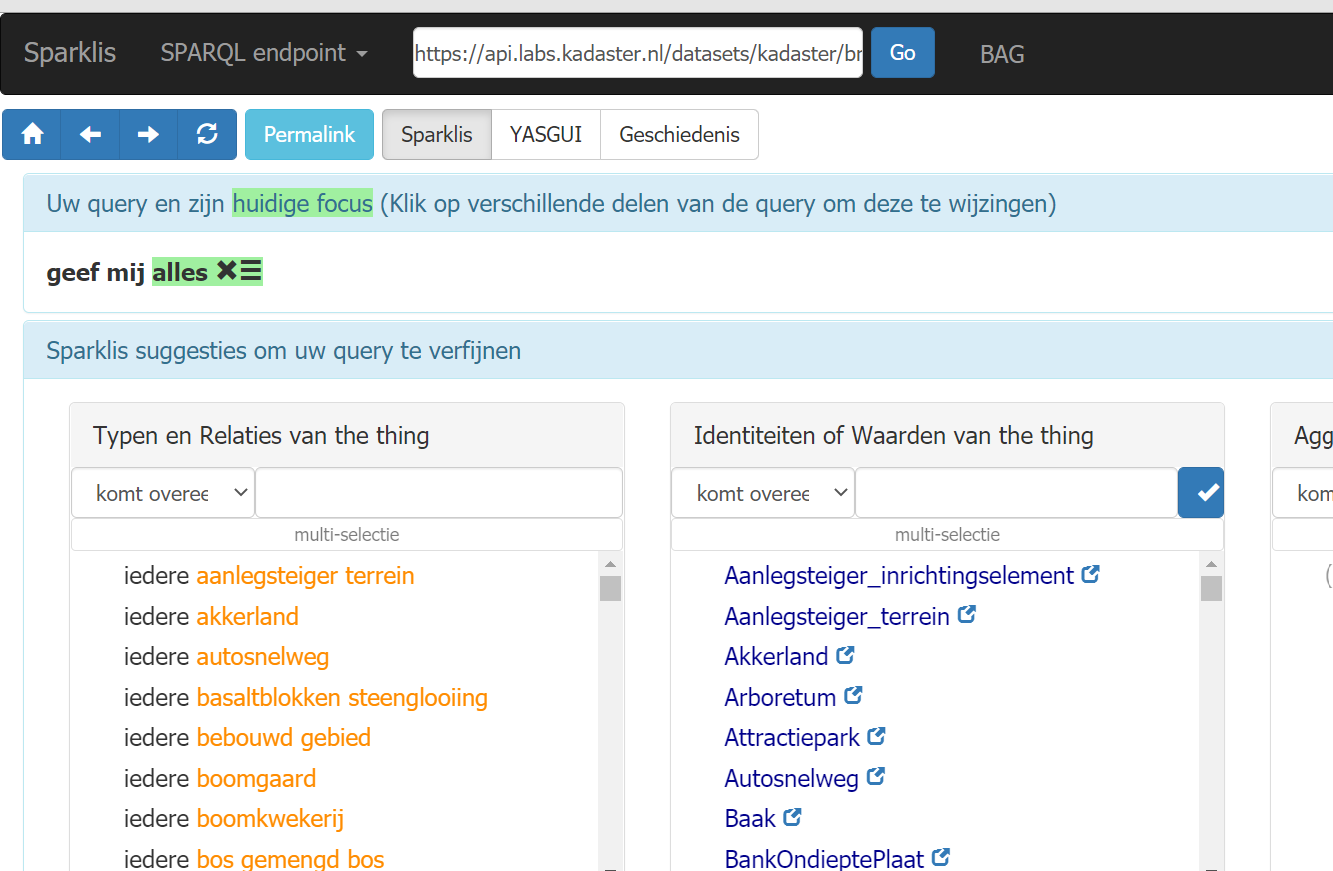 Sparklis SPARQL endpoint https://api.labs.kadaster.nl/datasets/kadaster/br Go BAG
Permalink Sparklis YASGUI Geschiedenis
Uw query en zijn huidige focus (Klik op verschillende delen van de query om deze te wijzingen)
geef mij alles
Sparklis suggesties om uw query te verfijnen
Typen en Relaties van the thing
komt overee
multi-selectie
iedere aanlegsteiger terrein
iedere akkerland
iedere autosnelweg
iedere basaltblokken steenglooiing
iedere bebouwd gebied
iedere boomgaard
iedere boomkwekerij
iedere bos gemengd bos
Identiteiten of Waarden van the thing
komt overee
multi-selectie
Aanlegsteiger_inrichtingselement
Aanlegsteiger_terrein
Akkerland
Arboretum
Attractiepark
Autosnelweg
Baak
BankOndieptePlaat
Agg
kom
(